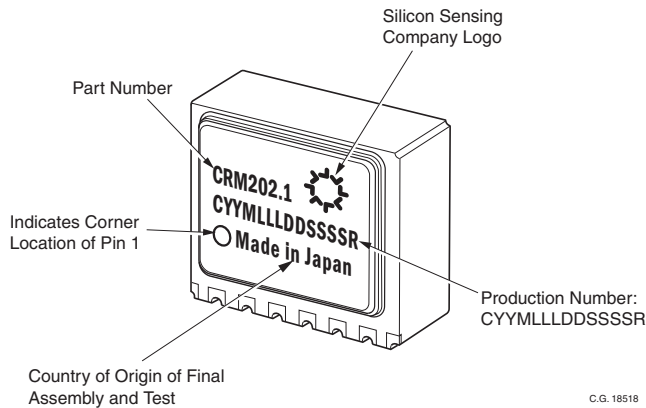 Silicon Sensing
Company Logo
Part Number
CRM202.1
CYYMLLLDDSSSSR
Made in Japan
Indicates Corner
Location of Pin 1
Production Number:
CYYMLLLDDSSSSR
Country of Origin of Final
Assembly and Test
C.G. 18518